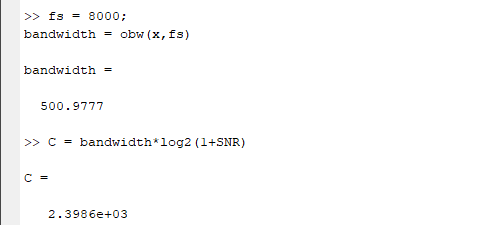 >> fs = 8000;
bandwidth = obw(x,fs)
bandwidth =
500.9777
>> C = bandwidth*log2(1+SNR)
C =
2.3986e+03